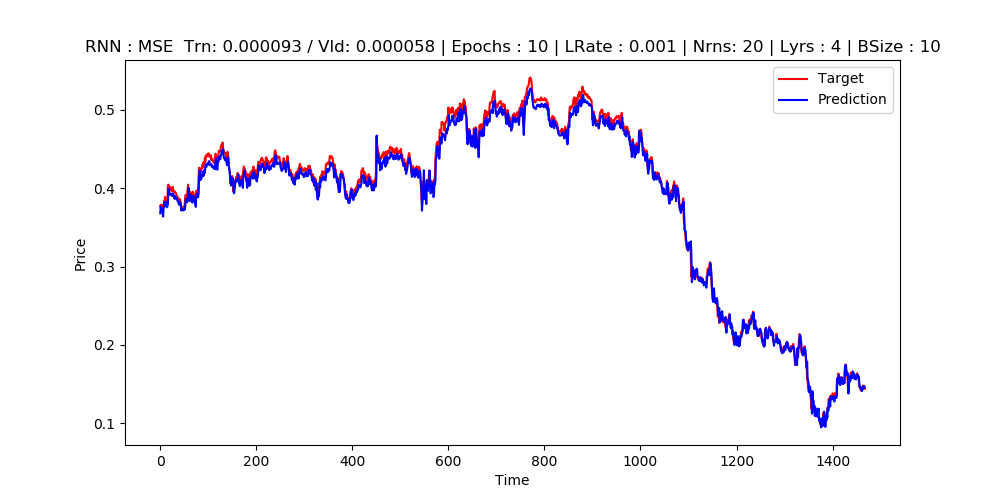 RNN : MSE  Trn: 0.000093 / Vld: 0.000058 | Epochs : 10 | LRate : 0.001 | Nrns: 20 | Lyrs : 4 | BSize : 10
Target
Prediction
0.5
0.4
0.3
0.2
0.1
Price
0 200 400 600 800 1000 1200 1400
Time